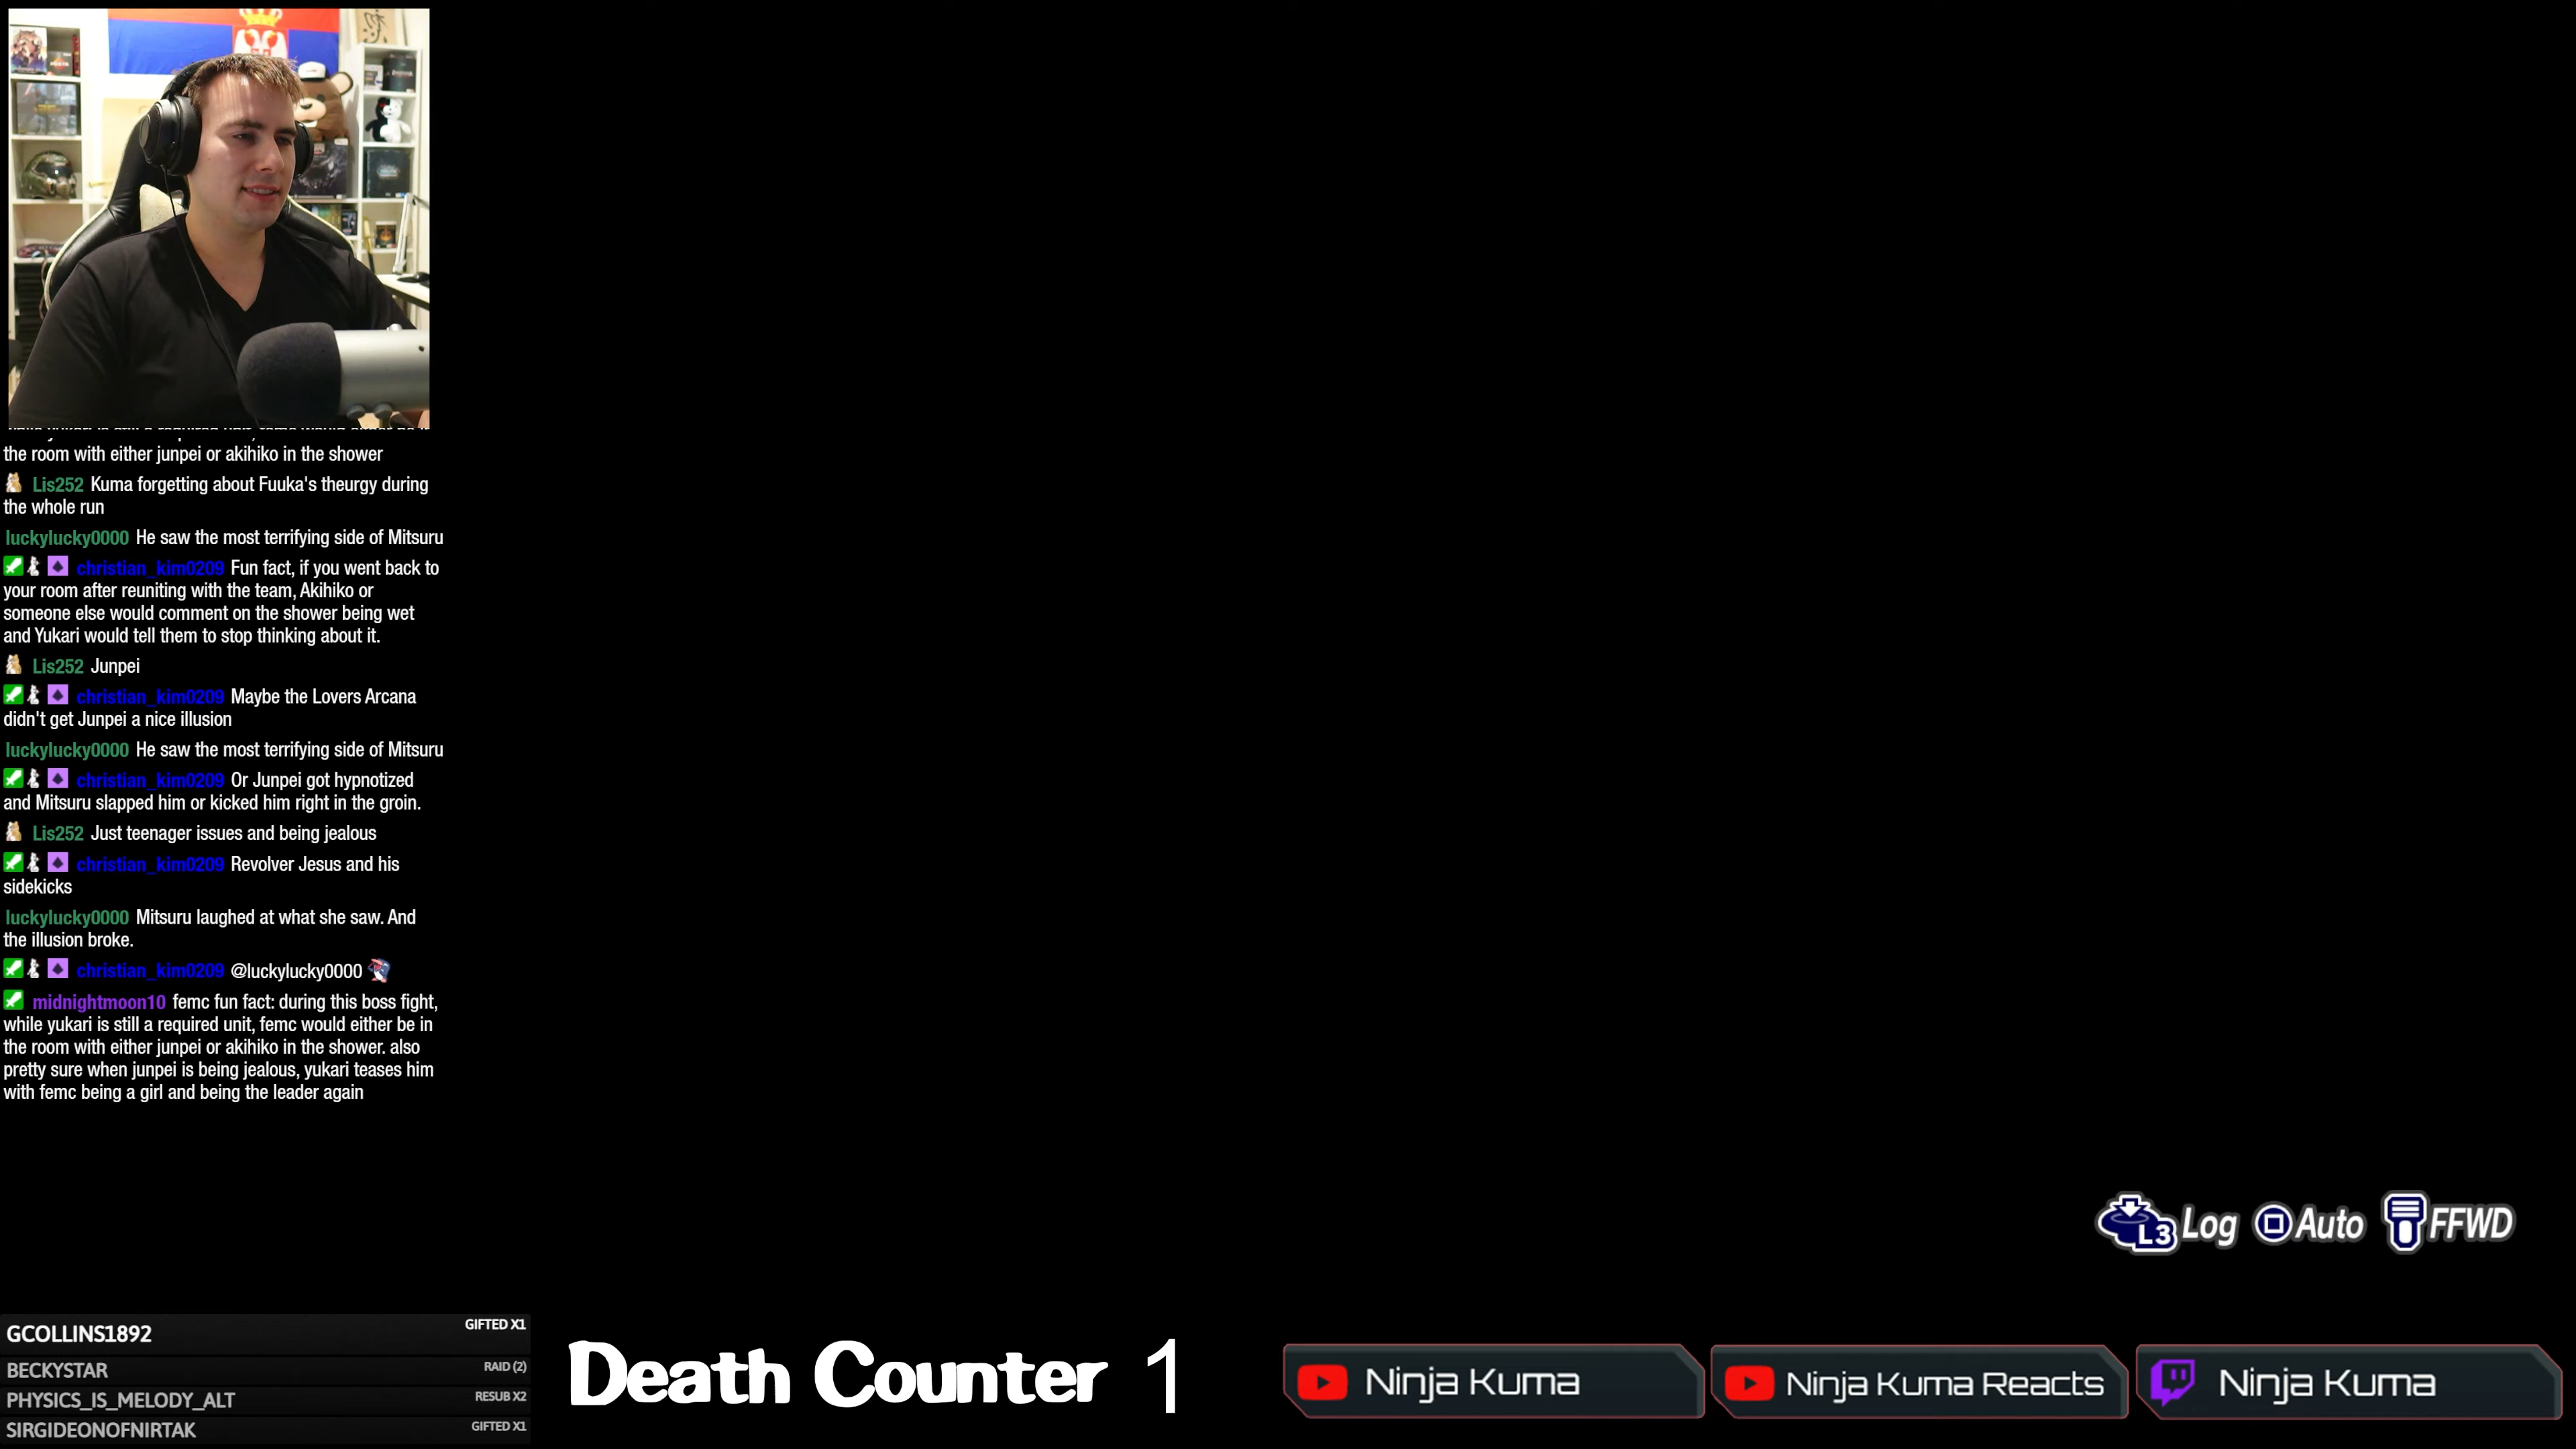 the room with either junpei or akihiko in the shower
Lis252 Kuma forgetting about Fuuka's theurgy during
the whole run
luckylucky0000 He saw the most terrifying side of Mitsuru
christian_kim0209 Fun fact, if you went back to
your room after reuniting with the team, Akihiko or
someone else would comment on the shower being wet
and Yukari would tell them to stop thinking about it.
Lis252 Junpei
christian_kim0209 Maybe the Lovers Arcana
didn't get Junpei a nice illusion
luckylucky0000 He saw the most terrifying side of Mitsuru
christian_kim0209 Or Junpei got hypnotized
and Mitsuru slapped him or kicked him right in the groin.
Lis252 Just teenager issues and being jealous
christian_kim0209 Revolver Jesus and his
sidekicks
luckylucky0000 Mitsuru laughed at what she saw. And
the illusion broke.
christian_kim0209 @luckylucky0000
midnightmoon10 femc fun fact: during this boss fight,
while yukari is still a required unit, femc would either be in
the room with either junpei or akihiko in the shower. also
pretty sure when junpei is being jealous, yukari teases him
with femc being a girl and being the leader again
L3 Log Auto FFWD
GCOLLINS1892 GIFTED X1
BECKYSTAR RAID (2)
PHYSICS_IS_MELODY_ALT RESUB X2
SIRGIDEONOFNIRTAK GIFTED X1
Death Counter 1
Ninja Kuma
Ninja Kuma Reacts
Ninja Kuma